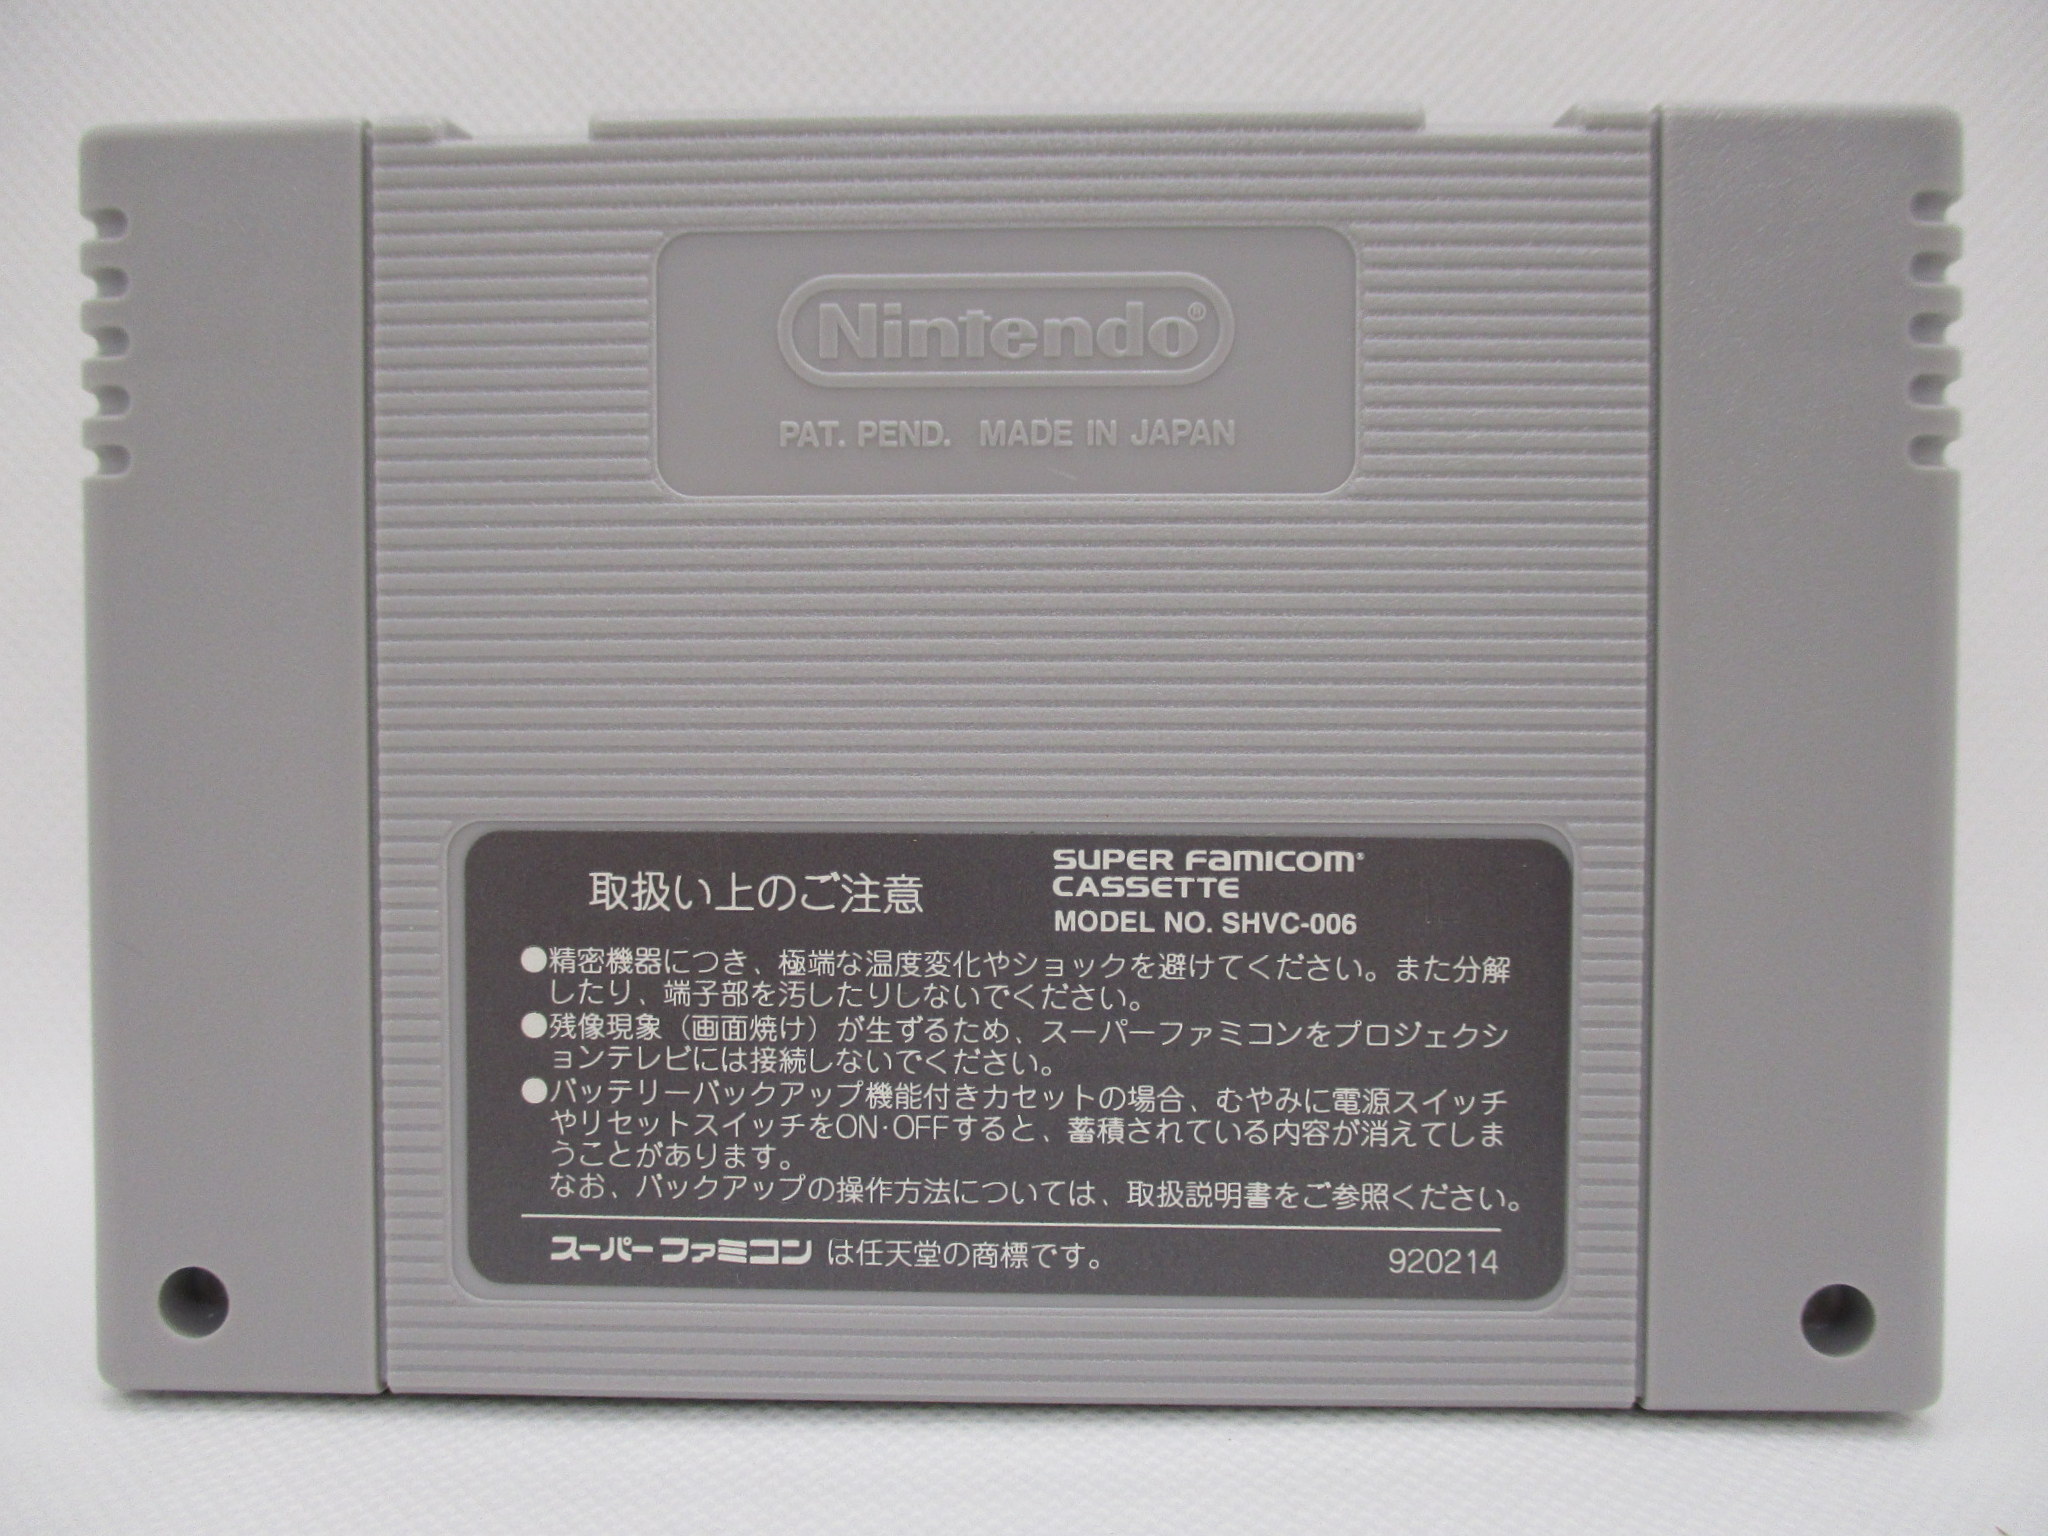 Nintendo®
PAT. PEND. MADE IN JAPAN
取扱い上のご注意
SUPER FAMICOM®
CASSETTE
MODEL NO. SHVC-006
●精密機器につき、極端な温度変化やショックを避けてください。また分解
したり、端子部を汚したりしないでください。
●残像現象（画面焼け）が生ずるため、スーパーファミコンをプロジェクシ
ョンテレビには接続しないでください。
●バッテリーバックアップ機能付きカセットの場合、むやみに電源スイッチ
やリセットスイッチをON·OFFすると、蓄積されている内容が消えてしま
うことがあります。
なお、バックアップの操作方法については、取扱説明書をご参照ください。
スーパーファミコン は任天堂の商標です。
920214